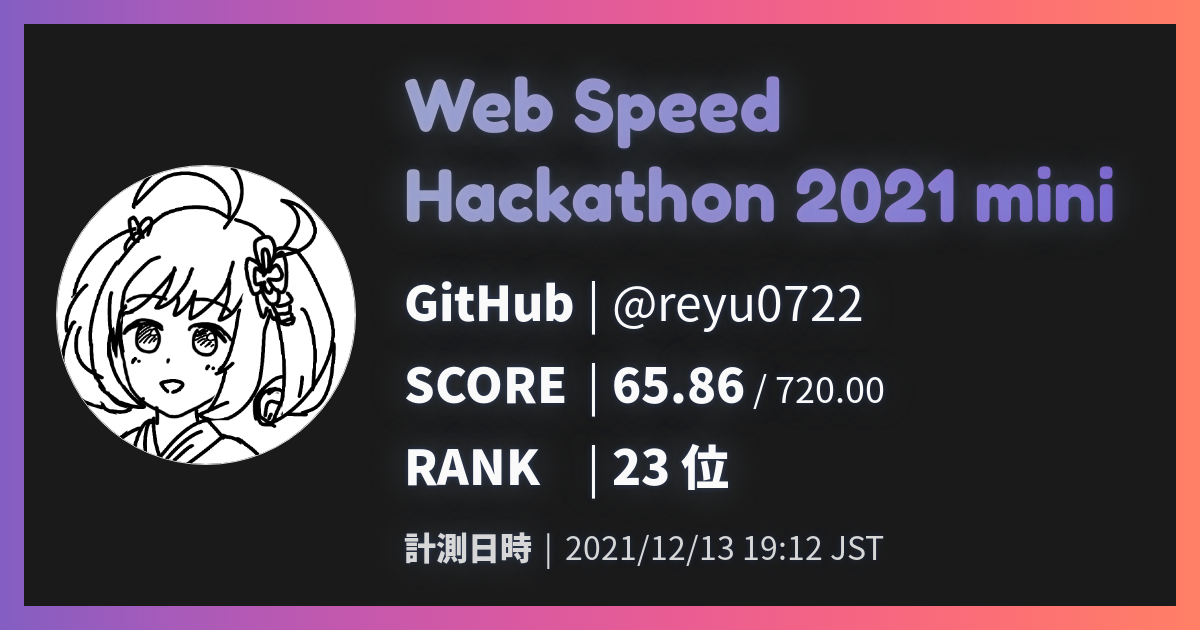 Web Speed
Hackathon 2021 mini
GitHub | @reyu0722
SCORE | 65.86 / 720.00
RANK | 23 位
計測日時 | 2021/12/13 19:12 JST